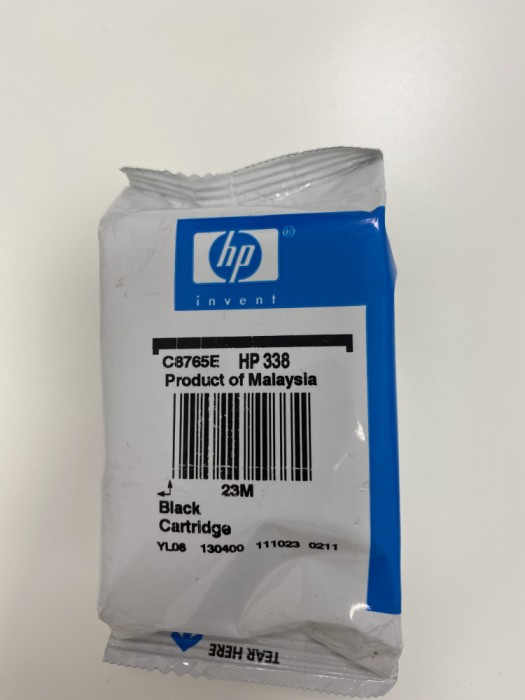 hp®
invent
C8765E HP 338
Product of Malaysia
23M
Black
Cartridge
YL06 130400 111023 0211
TEAR HERE